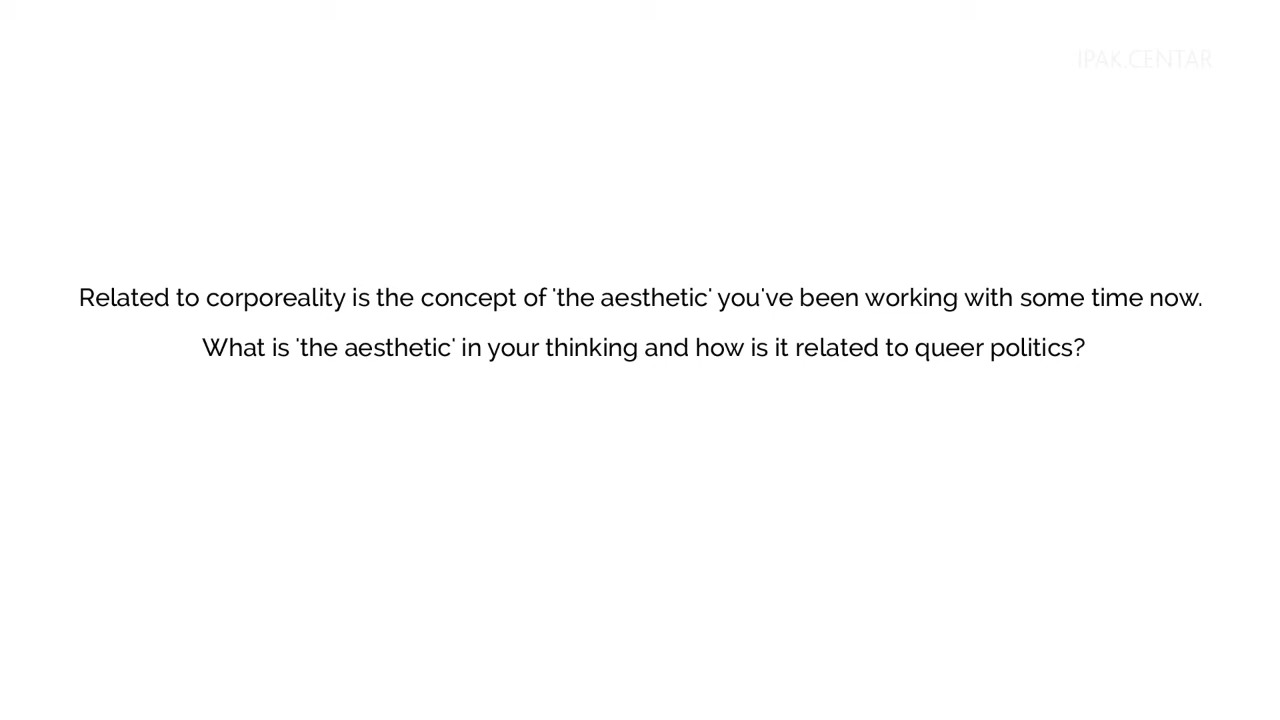 IPAK.CENTAR
Related to corporeality is the concept of 'the aesthetic' you've been working with some time now.
What is 'the aesthetic' in your thinking and how is it related to queer politics?